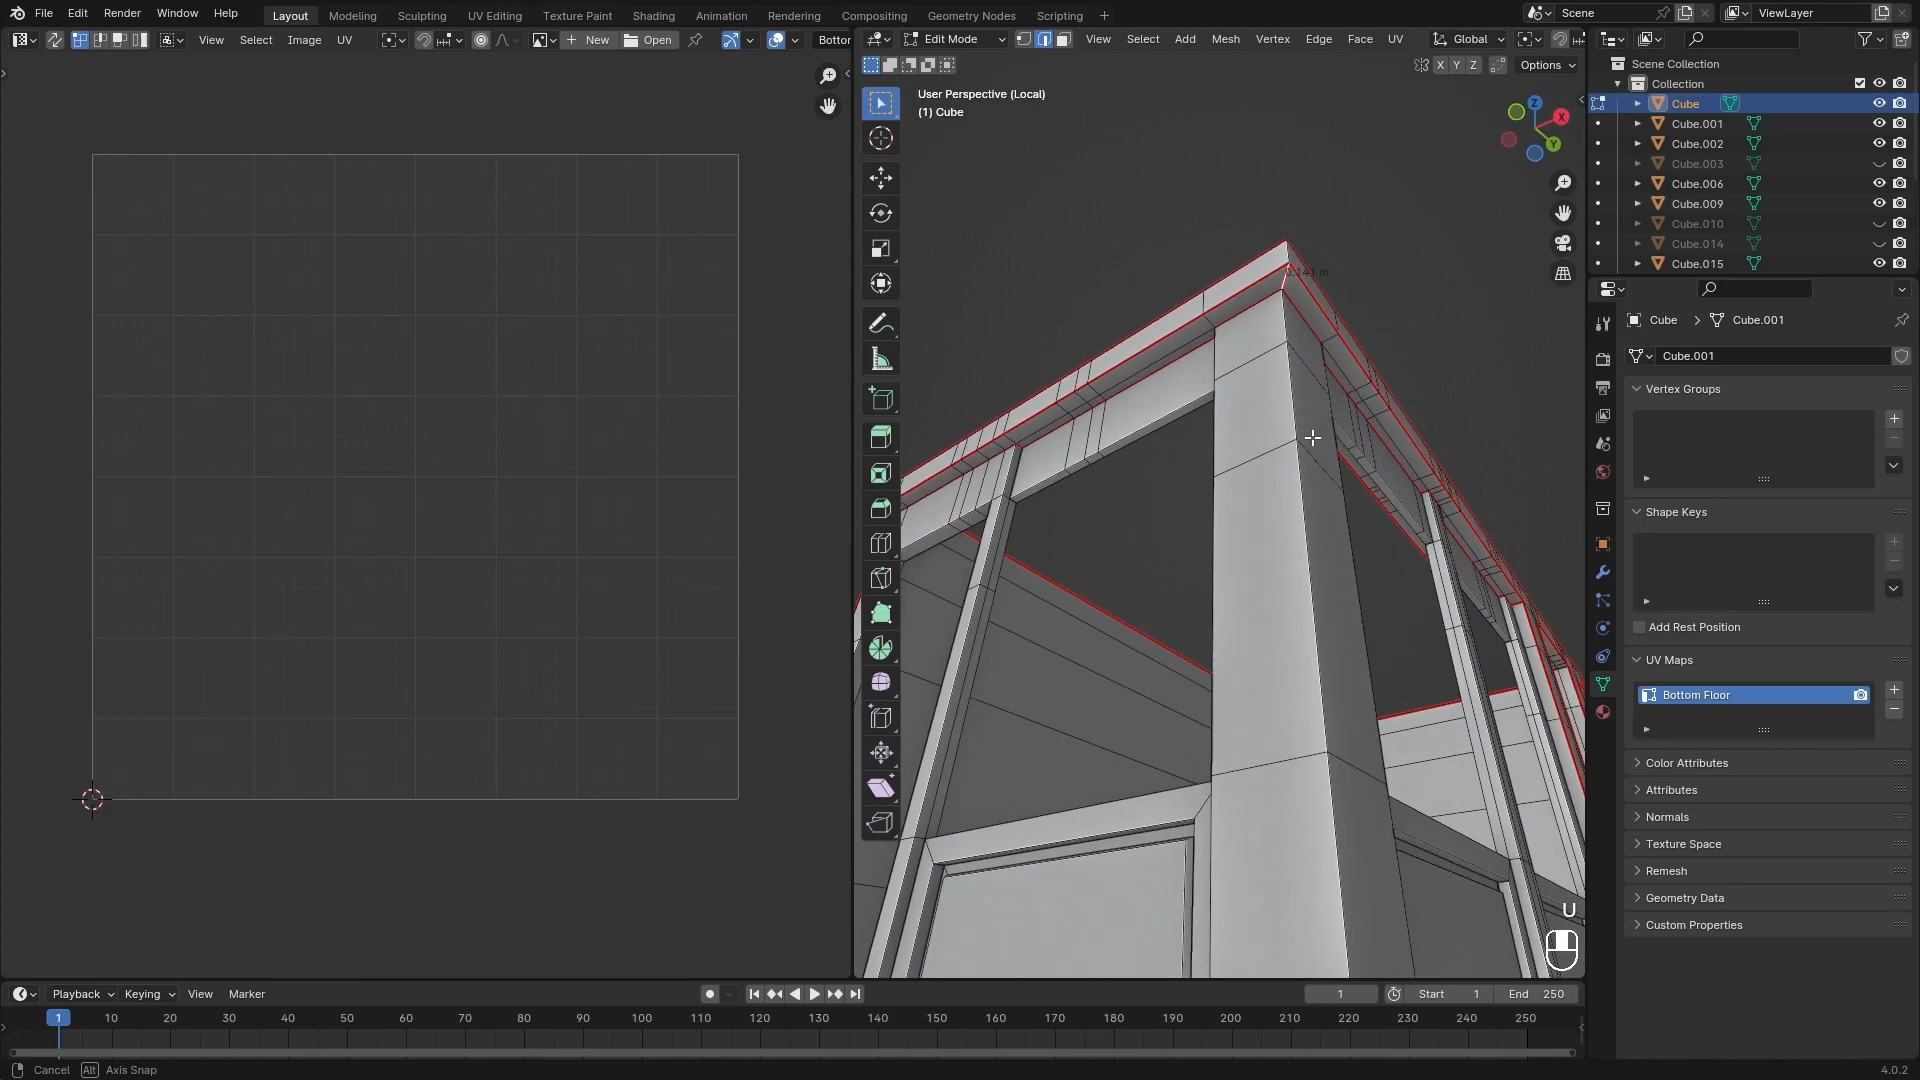 File Edit Render Window Help
Layout Modeling Sculpting UV Editing Texture Paint Shading Animation Rendering Compositing Geometry Nodes Scripting +
Scene
ViewLayer
View Select Image UV
New
Open
Bottor
Edit Mode
View Select Add Mesh Vertex Edge Face UV
Global
X Y Z
Options
User Perspective (Local)
(1) Cube
Z
X
Y
0.141 m
U
Scene Collection
Collection
Cube
Cube.001
Cube.002
Cube.003
Cube.006
Cube.009
Cube.010
Cube.014
Cube.015
Cube > Cube.001
Cube.001
Vertex Groups
Shape Keys
Add Rest Position
UV Maps
Bottom Floor
Color Attributes
Attributes
Normals
Texture Space
Remesh
Geometry Data
Custom Properties
Playback Keying View Marker
1
Start 1
End 250
1 10 20 30 40 50 60 70 80 90 100 110 120 130 140 150 160 170 180 190 200 210 220 230 240 250
Cancel Alt Axis Snap
4.0.2